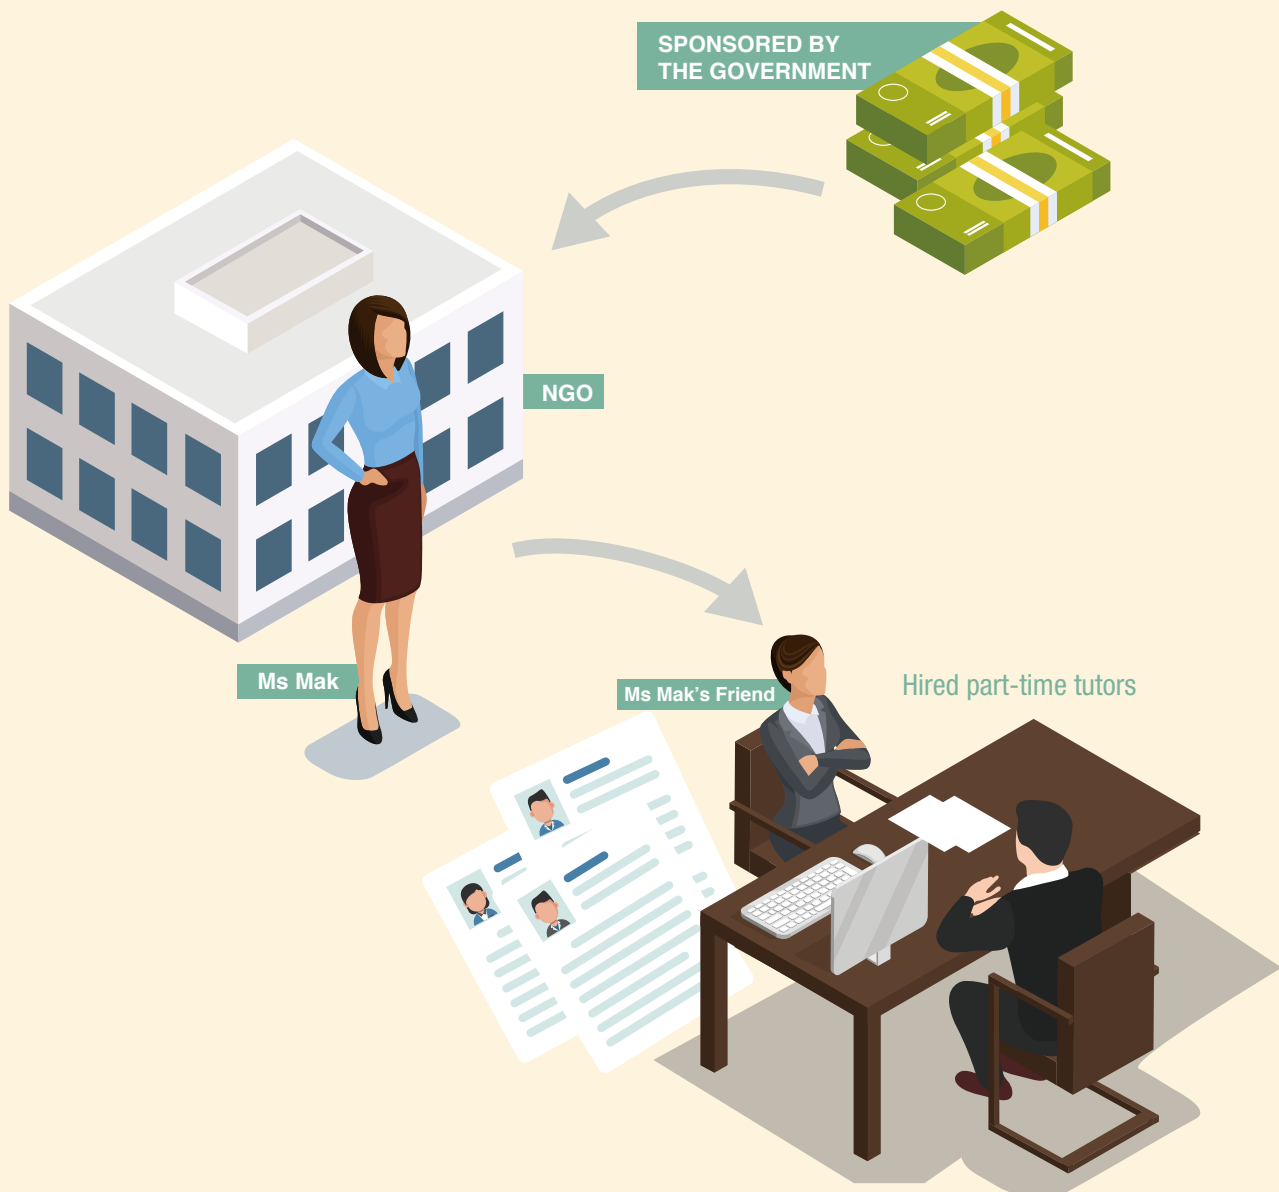 SPONSORED BY
THE GOVERNMENT
NGO
Ms Mak
Ms Mak's Friend
Hired part-time tutors